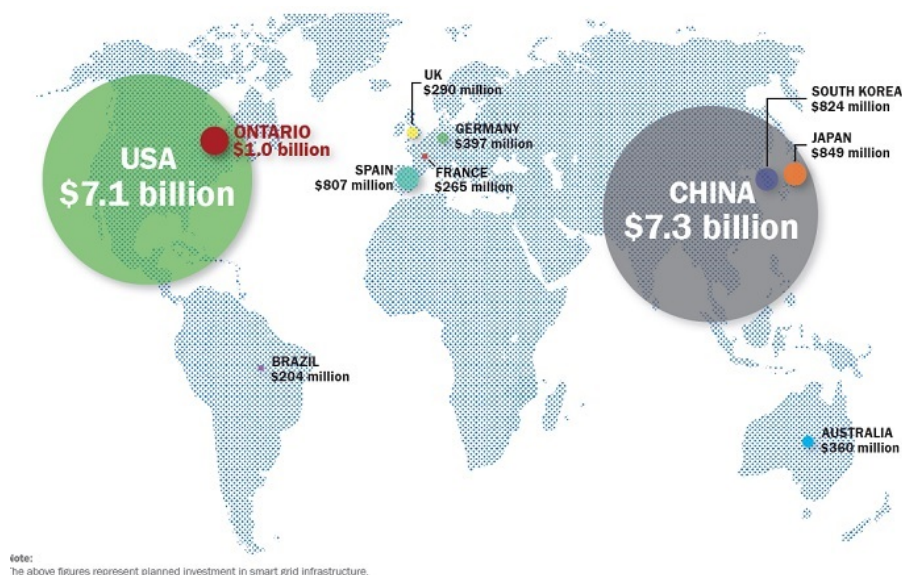 UK
$290 million
SOUTH KOREA
$824 million
ONTARIO
$1.0 billion
GERMANY
$397 million
JAPAN
$849 million
USA
$7.1 billion
SPAIN
$807 million
FRANCE
$265 million
CHINA
$7.3 billion
BRAZIL
$204 million
AUSTRALIA
$360 million
Note:
The above figures represent planned investment in smart grid infrastructure.